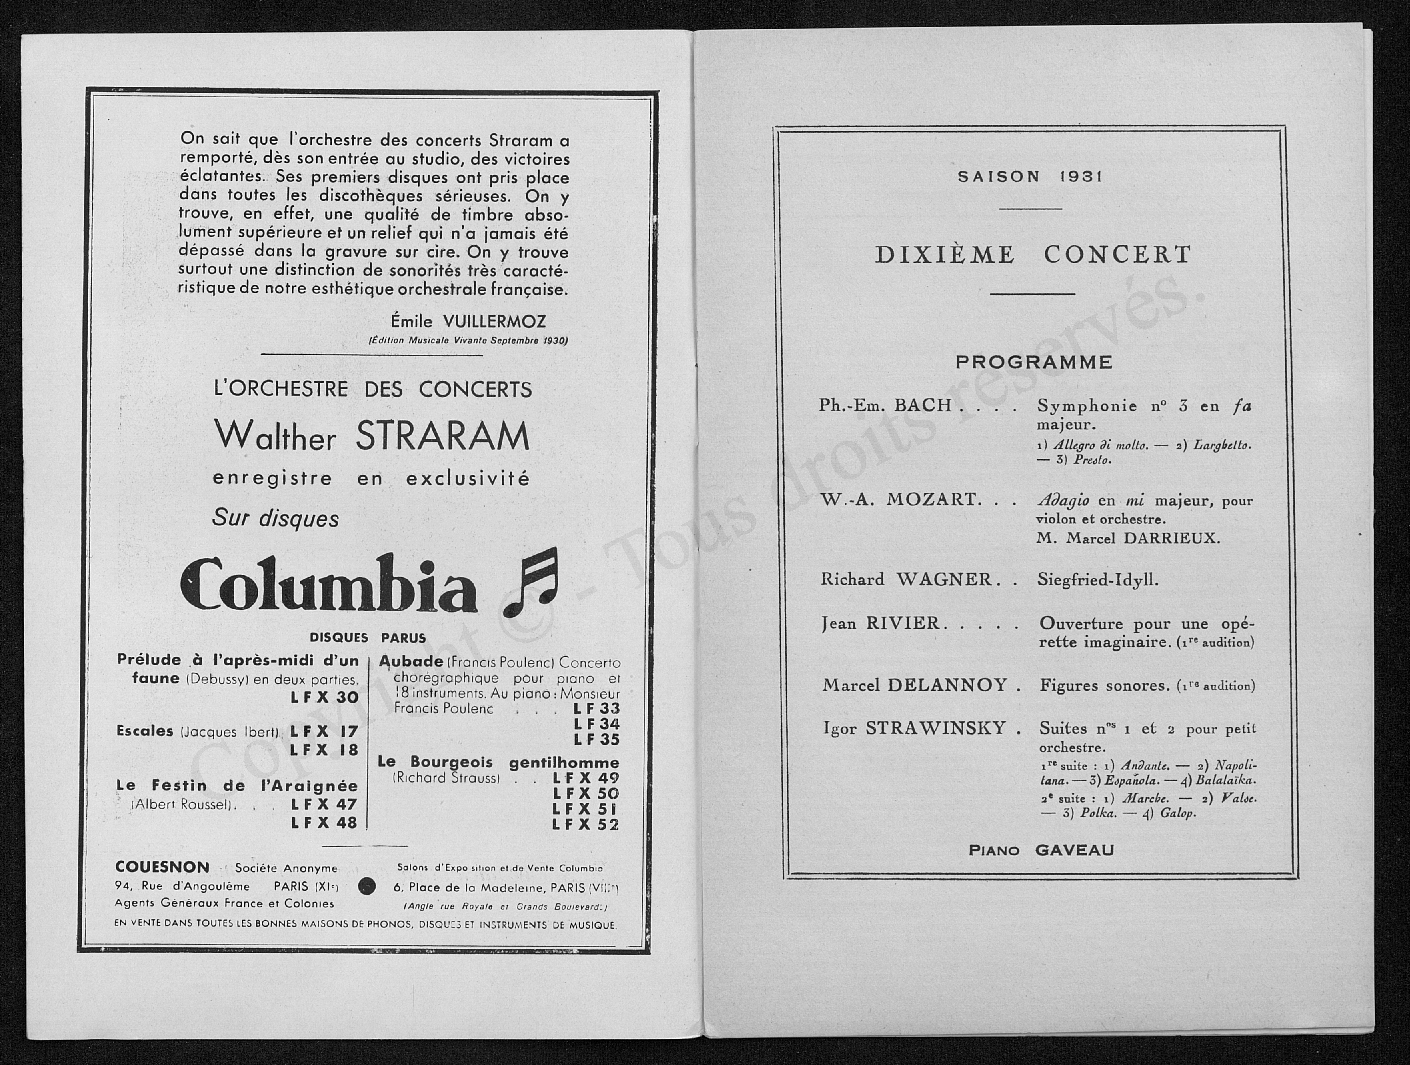 On sait que l'orchestre des concerts Straram a
remporté, dès son entrée au studio, des victoires
éclatantes. Ses premiers disques ont pris place
dans toutes les discothèques sérieuses. On y
trouve, en effet, une qualité de timbre abso-
lument supérieure et un relief qui n'a jamais été
dépassé dans la gravure sur cire. On y trouve
surtout une distinction de sonorités très caracté-
ristique de notre esthétique orchestrale française.
Émile VUILLERMOZ
(Édition Musicale Vivante Septembre 1930)
L'ORCHESTRE DES CONCERTS
Walther STRARAM
enregistre en exclusivité
Sur disques
Columbia
DISQUES PARUS
Prélude à l'après-midi d'un
faune (Debussy) en deux parties.
LFX 30
Escales (Jacques Ibert). LFX 17
LFX 18
Le Festin de l'Araignée
(Albert Roussel). . . LFX 47
LFX 48
Aubade (Francis Poulenc) Concerto
chorégraphique pour piano et
18 instruments. Au piano : Monsieur
Francis Poulenc . . . LF 33
LF 34
LF 35
Le Bourgeois gentilhomme
(Richard Strauss) . . LFX 49
LFX 50
LFX 51
LFX 52
COUESNON - Société Anonyme
94, Rue d'Angoulême PARIS (XIe)
Agents Généraux France et Colonies
Salons d'Exposition et de Vente Columbia
6, Place de la Madeleine, PARIS (VIIIe)
(Angle rue Royale et Grands Boulevards)
EN VENTE DANS TOUTES LES BONNES MAISONS DE PHONOS, DISQUES ET INSTRUMENTS DE MUSIQUE.
SAISON 1931
DIXIÈME CONCERT
PROGRAMME
Ph.-Em. BACH . . . . Symphonie n° 3 en fa
majeur.
1) Allegro di molto. — 2) Larghetto.
— 3) Presto.
W.-A. MOZART. . . Adagio en mi majeur, pour
violon et orchestre.
M. Marcel DARRIEUX.
Richard WAGNER. . Siegfried-Idyll.
Jean RIVIER. . . . . Ouverture pour une opé-
rette imaginaire. (1re audition)
Marcel DELANNOY . Figures sonores. (1re audition)
Igor STRAWINSKY . Suites nos 1 et 2 pour petit
orchestre.
1re suite : 1) Andante. — 2) Napoli-
tana. — 3) Española. — 4) Balalaïka.
2e suite : 1) Marche. — 2) Valse.
— 3) Polka. — 4) Galop.
PIANO GAVEAU
Copyright © - Tous droits réservés.